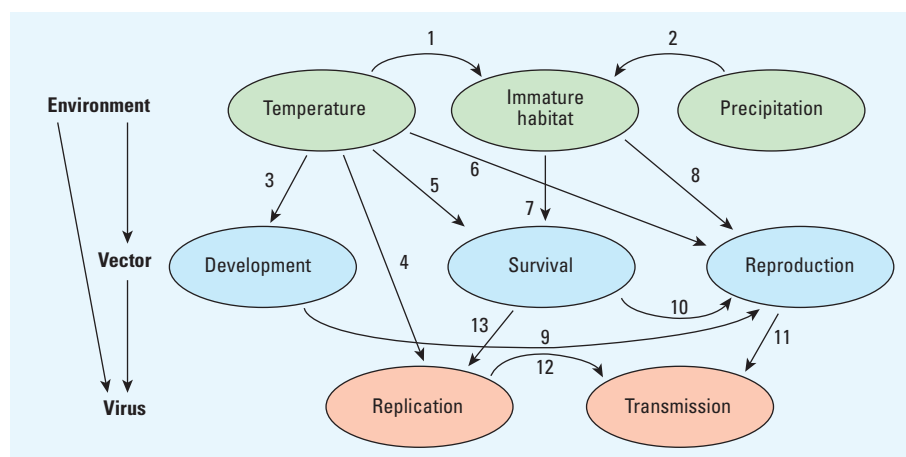 1
2
Environment
Temperature
Immature
habitat
Precipitation
3
4
5
6
7
8
Vector
Development
Survival
Reproduction
13
9
10
11
12
Virus
Replication
Transmission